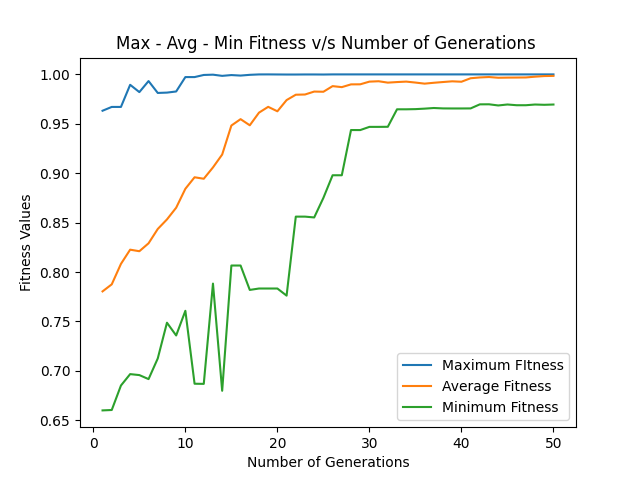 Max - Avg - Min Fitness v/s Number of Generations
1.00
0.95
0.90
0.85
0.80
0.75
0.70
0.65
Fitness Values
Maximum FItness
Average Fitness
Minimum Fitness
0 10 20 30 40 50
Number of Generations